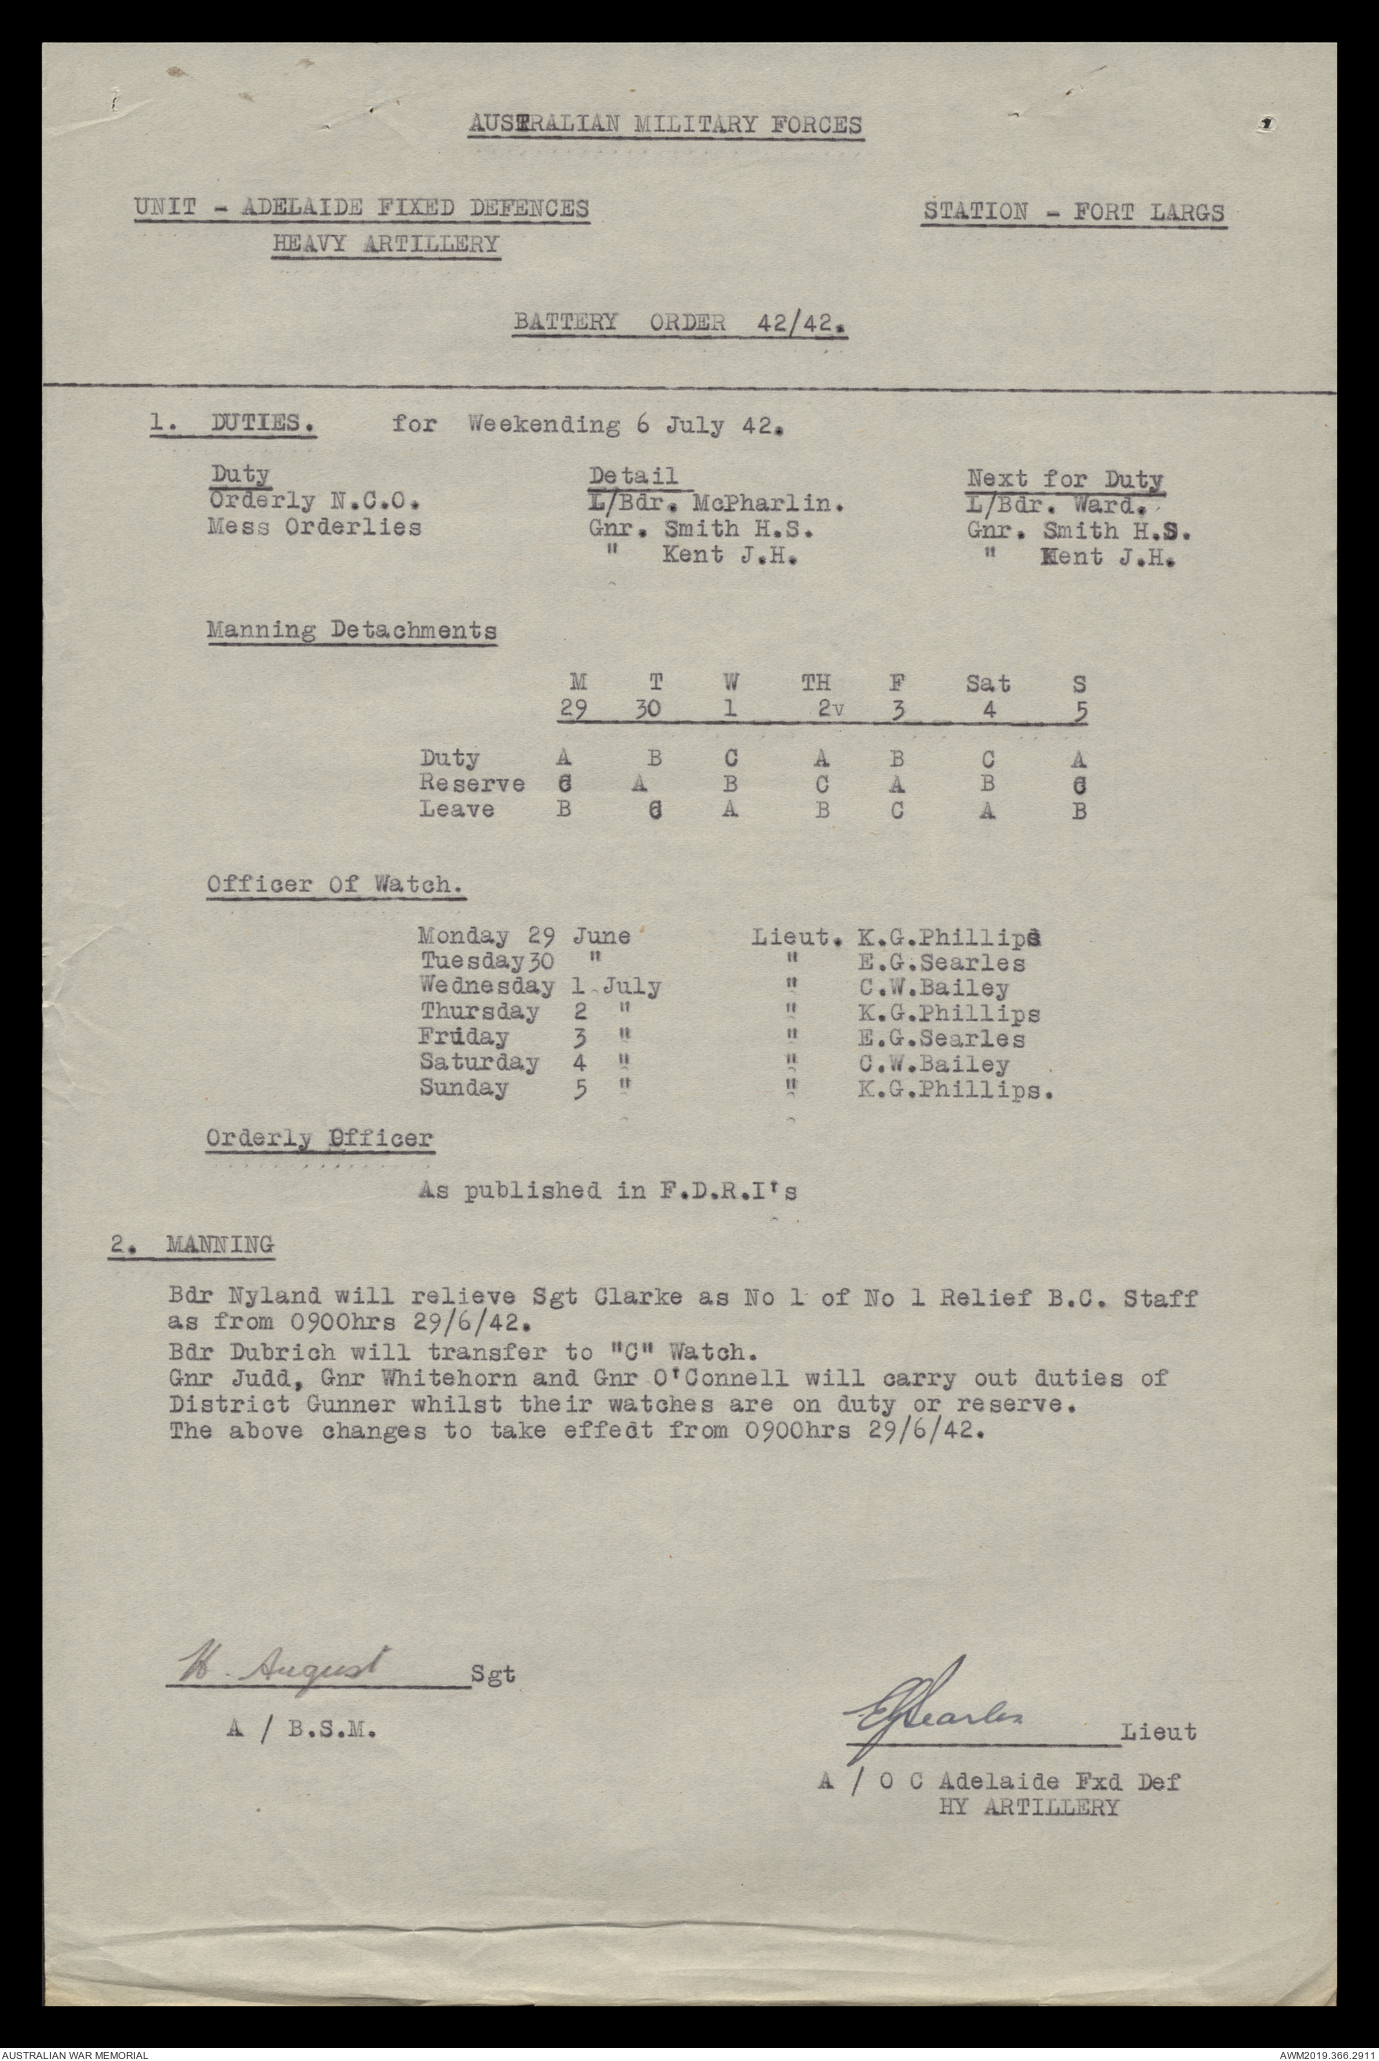 AUSTRALIAN MILITARY FORCES
UNIT - ADELAIDE FIXED DEFENCES STATION - FORT LARGS
HEAVY ARTILLERY
BATTERY ORDER 42/42.
1. DUTIES. for Weekending 6 July 42.
Duty Detail Next for Duty
Orderly N.C.O. L/Bdr. McPharlin. L/Bdr. Ward.
Mess Orderlies Gnr. Smith H.S. Gnr. Smith H.S.
" Kent J.H. " Kent J.H.
Manning Detachments
M T W TH F Sat S
29 30 1 2v 3 4 5
Duty A B C A B C A
Reserve C A B C A B C
Leave B C A B C A B
Officer Of Watch.
Monday 29 June Lieut. K.G.Phillips
Tuesday30 " " E.G.Searles
Wednesday 1 July " C.W.Bailey
Thursday 2 " " K.G.Phillips
Friday 3 " " E.G.Searles
Saturday 4 " " C.W.Bailey
Sunday 5 " " K.G.Phillips.
Orderly Officer
As published in F.D.R.I's
2. MANNING
Bdr Nyland will relieve Sgt Clarke as No 1 of No 1 Relief B.C. Staff
as from 0900hrs 29/6/42.
Bdr Dubrich will transfer to "C" Watch.
Gnr Judd, Gnr Whitehorn and Gnr O'Connell will carry out duties of
District Gunner whilst their watches are on duty or reserve.
The above changes to take effect from 0900hrs 29/6/42.
H. August Sgt
A / B.S.M.
EGSearles Lieut
A / O C Adelaide Fxd Def
HY ARTILLERY
AUSTRALIAN WAR MEMORIAL AWM2019.366.2911